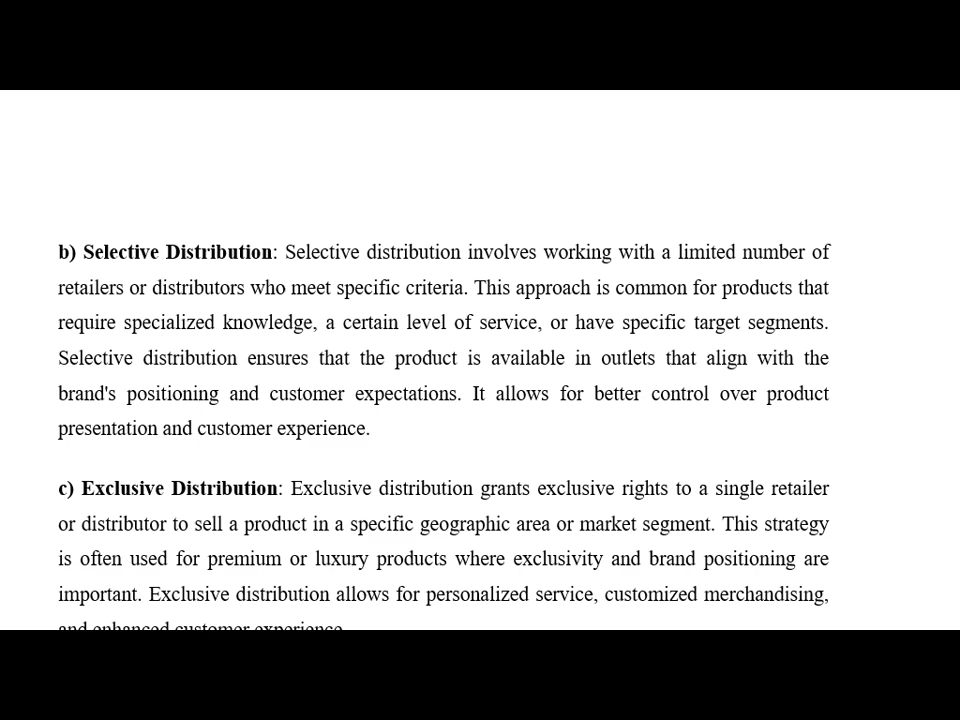 b) Selective Distribution: Selective distribution involves working with a limited number of
retailers or distributors who meet specific criteria. This approach is common for products that
require specialized knowledge, a certain level of service, or have specific target segments.
Selective distribution ensures that the product is available in outlets that align with the
brand's positioning and customer expectations. It allows for better control over product
presentation and customer experience.
c) Exclusive Distribution: Exclusive distribution grants exclusive rights to a single retailer
or distributor to sell a product in a specific geographic area or market segment. This strategy
is often used for premium or luxury products where exclusivity and brand positioning are
important. Exclusive distribution allows for personalized service, customized merchandising,
and enhanced customer experience.